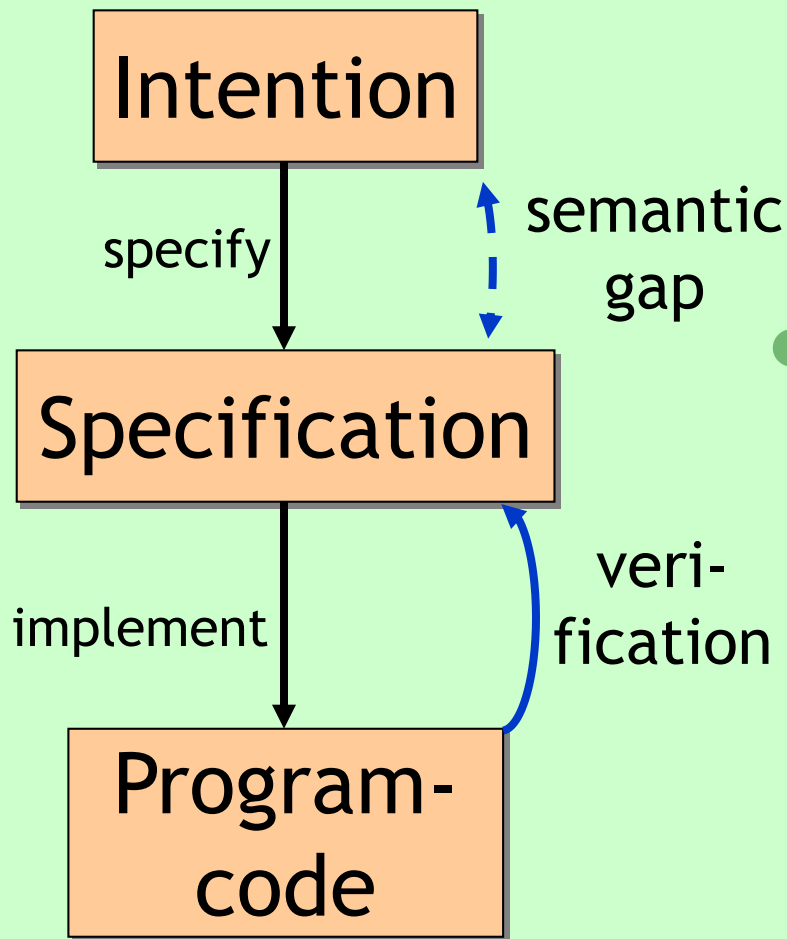 Intention
specify
semantic
gap
Specification
implement
veri-
fication
Program-
code